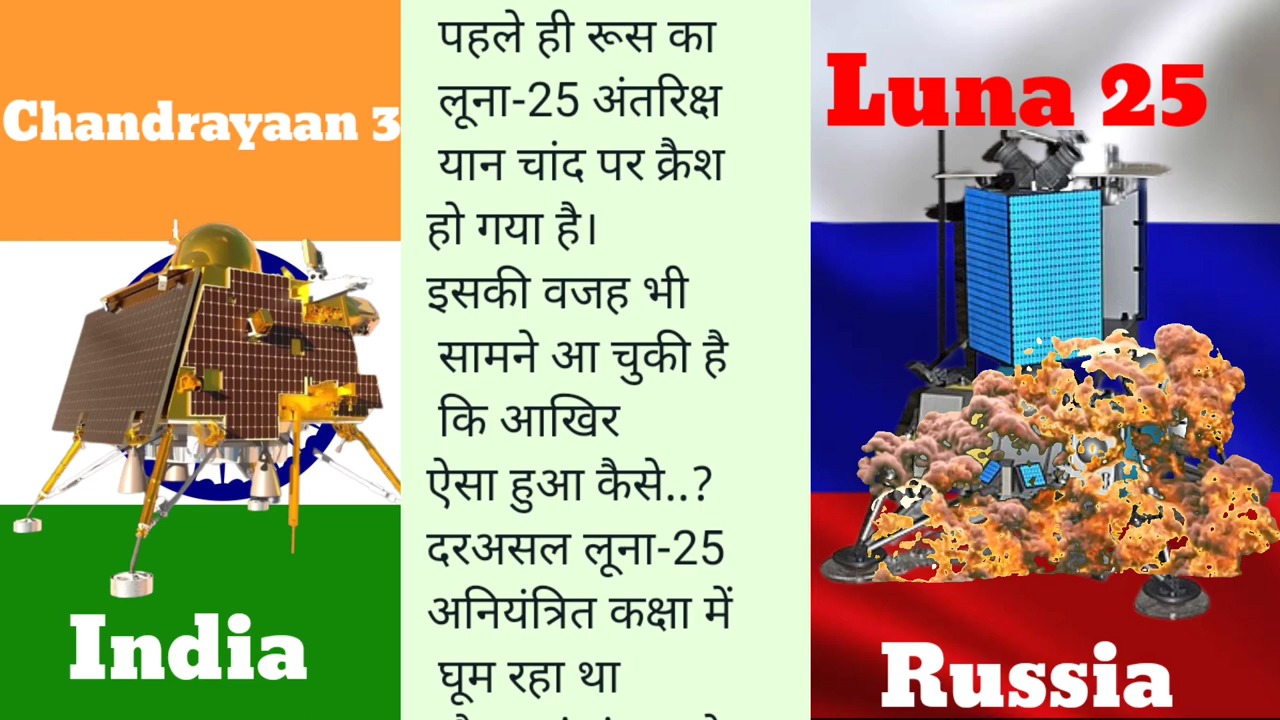 Chandrayaan 3
India
पहले ही रूस का
लूना-25 अंतरिक्ष
यान चांद पर क्रैश
हो गया है।
इसकी वजह भी
सामने आ चुकी है
कि आखिर
ऐसा हुआ कैसे..?
दरअसल लूना-25
अनियंत्रित कक्षा में
घूम रहा था
Luna 25
Russia